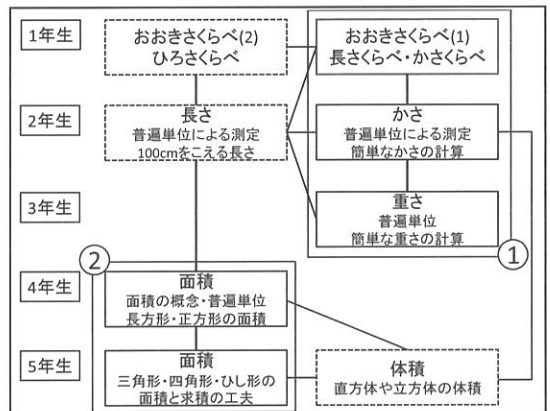 1年生
おおきさくらべ(2)
ひろさくらべ
おおきさくらべ(1)
長さくらべ・かさくらべ
2年生
長さ
普遍単位による測定
100cmをこえる長さ
かさ
普遍単位による測定
簡単なかさの計算
3年生
重さ
普遍単位
簡単な重さの計算
①
②
4年生
面積
面積の概念・普遍単位
長方形・正方形の面積
5年生
面積
三角形・四角形・ひし形の
面積と求積の工夫
体積
直方体や立方体の体積